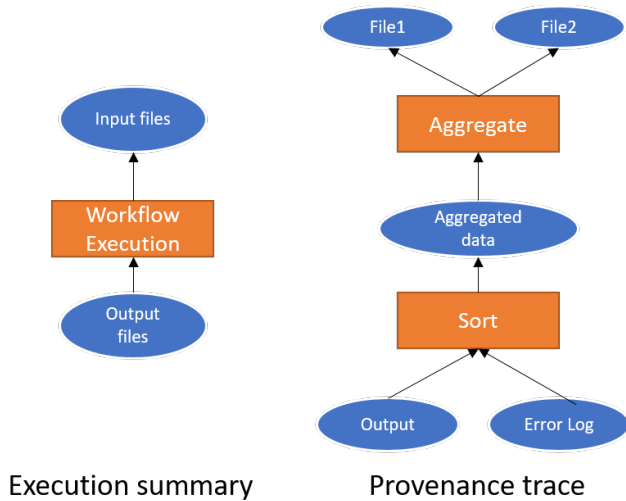 Input files
Workflow
Execution
Output
files
Execution summary
File1
File2
Aggregate
Aggregated
data
Sort
Output
Error Log
Provenance trace